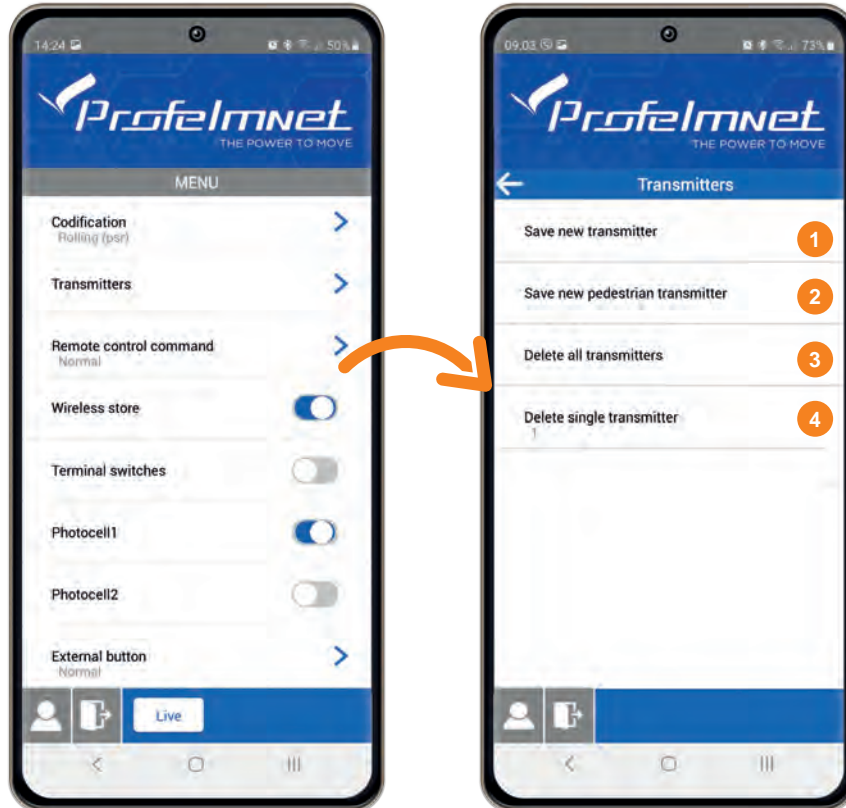 14:24
50%
Profelmnet
THE POWER TO MOVE
MENU
Codification
Rolling (psr)
Transmitters
Remote control command
Normal
Wireless store
Terminal switches
Photocell1
Photocell2
External button
Normal
Live
09.03
73%
Profelmnet
THE POWER TO MOVE
Transmitters
Save new transmitter
1
Save new pedestrian transmitter
2
Delete all transmitters
3
Delete single transmitter
1
4